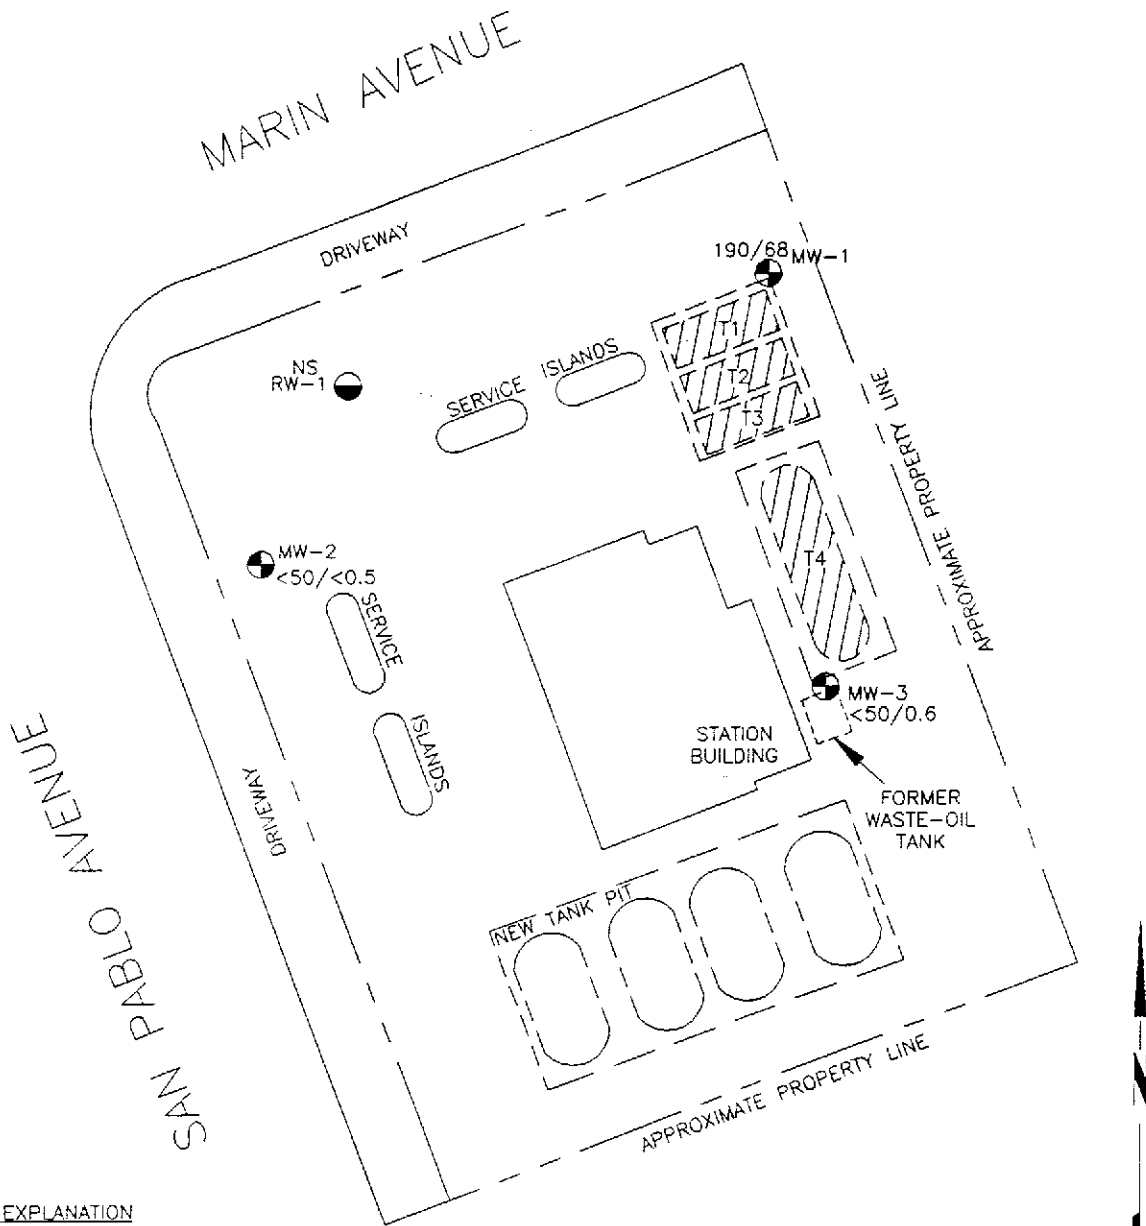 MARIN AVENUE
DRIVEWAY
190/68 MW-1
T1
T2
T3
SERVICE ISLANDS
NS
RW-1
APPROXIMATE PROPERTY LINE
MW-2
<50/<0.5
T4
SERVICE
ISLANDS
MW-3
<50/0.6
STATION
BUILDING
FORMER
WASTE-OIL
TANK
SAN PABLO AVENUE
DRIVEWAY
NEW TANK PIT
APPROXIMATE PROPERTY LINE
EXPLANATION